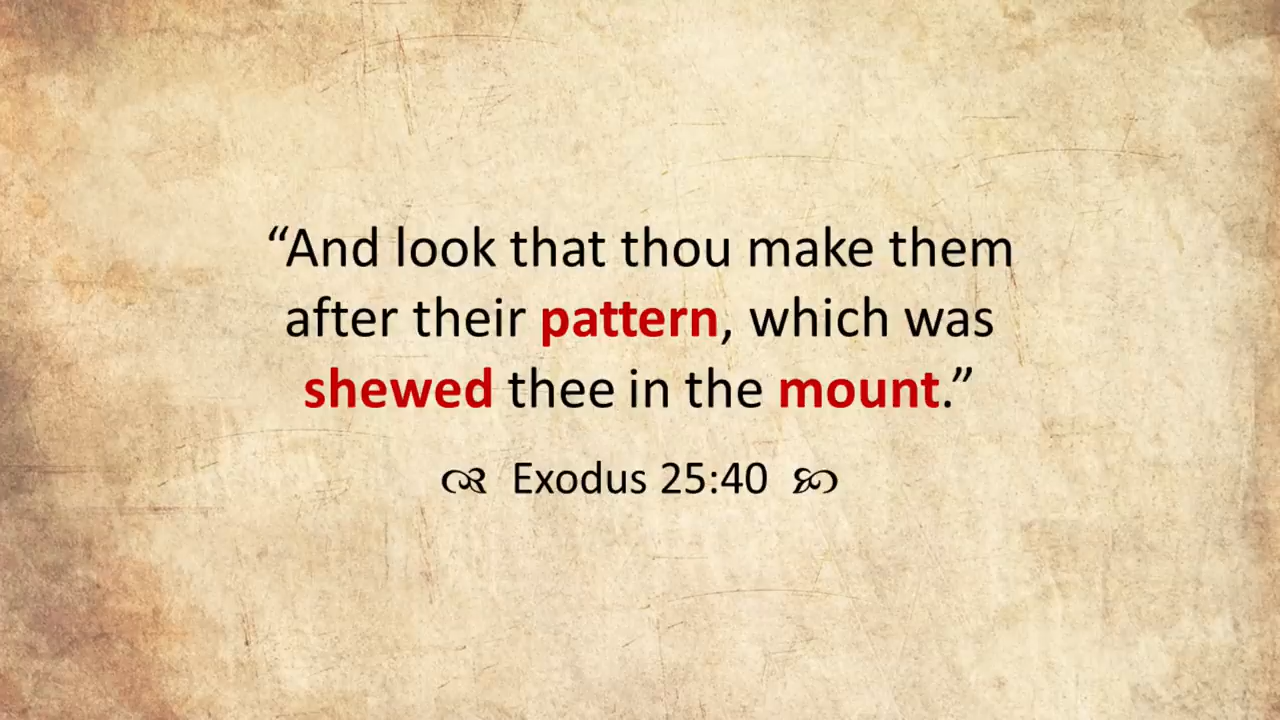 “And look that thou make them
after their pattern, which was
shewed thee in the mount.”
Exodus 25:40